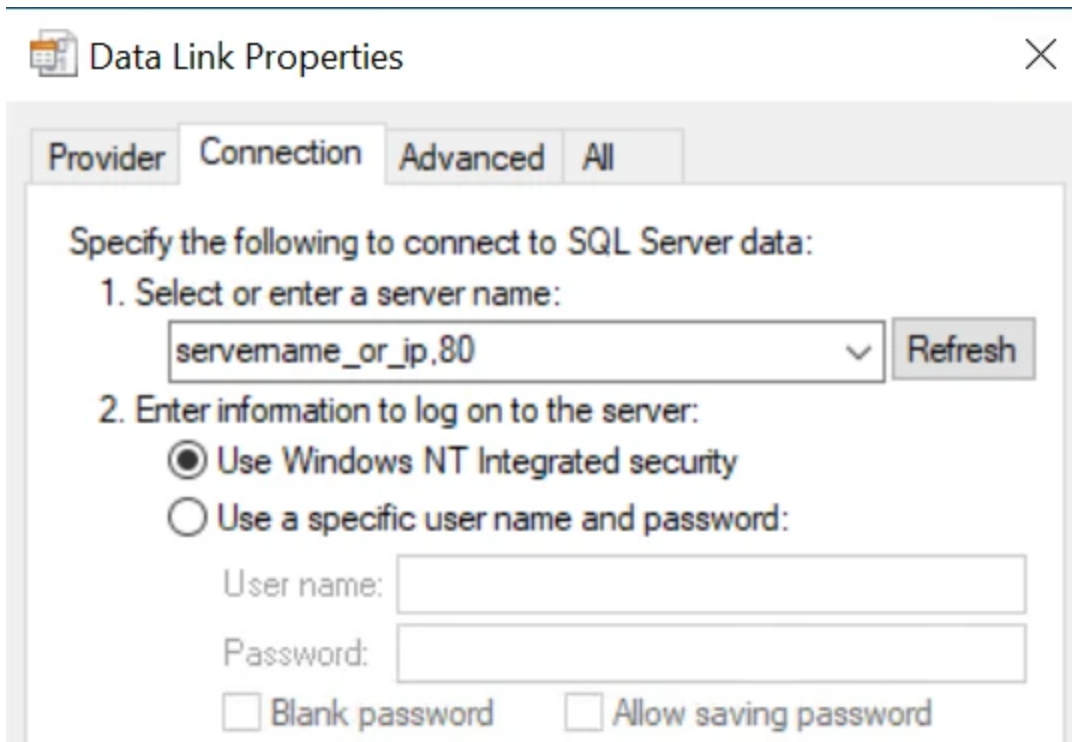 Data Link Properties
Provider Connection Advanced All
Specify the following to connect to SQL Server data:
1. Select or enter a server name:
servername_or_ip,80 Refresh
2. Enter information to log on to the server:
Use Windows NT Integrated security
Use a specific user name and password:
User name:
Password:
Blank password Allow saving password